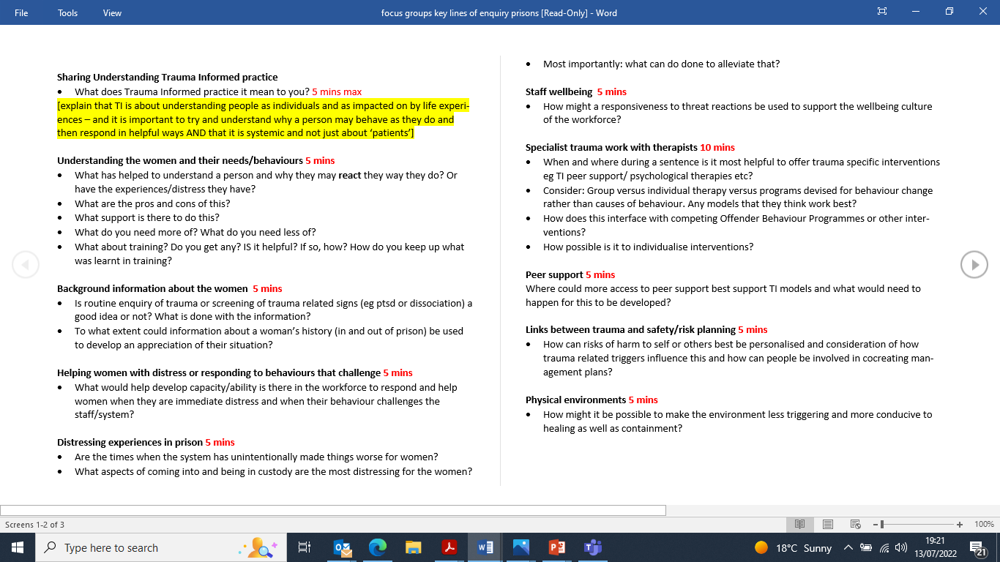 File Tools View focus groups key lines of enquiry prisons [Read-Only] - Word
Sharing Understanding Trauma Informed practice
• What does Trauma Informed practice it mean to you? 5 mins max
[explain that TI is about understanding people as individuals and as impacted on by life experi-
ences – and it is important to try and understand why a person may behave as they do and
then respond in helpful ways AND that it is systemic and not just about ‘patients’]
Understanding the women and their needs/behaviours 5 mins
• What has helped to understand a person and why they may react they way they do? Or
have the experiences/distress they have?
• What are the pros and cons of this?
• What support is there to do this?
• What do you need more of? What do you need less of?
• What about training? Do you get any? IS it helpful? If so, how? How do you keep up what
was learnt in training?
Background information about the women 5 mins
• Is routine enquiry of trauma or screening of trauma related signs (eg ptsd or dissociation) a
good idea or not? What is done with the information?
• To what extent could information about a woman’s history (in and out of prison) be used
to develop an appreciation of their situation?
Helping women with distress or responding to behaviours that challenge 5 mins
• What would help develop capacity/ability is there in the workforce to respond and help
women when they are immediate distress and when their behaviour challenges the
staff/system?
Distressing experiences in prison 5 mins
• Are the times when the system has unintentionally made things worse for women?
• What aspects of coming into and being in custody are the most distressing for the women?
• Most importantly: what can do done to alleviate that?
Staff wellbeing 5 mins
• How might a responsiveness to threat reactions be used to support the wellbeing culture
of the workforce?
Specialist trauma work with therapists 10 mins
• When and where during a sentence is it most helpful to offer trauma specific interventions
eg TI peer support/ psychological therapies etc?
• Consider: Group versus individual therapy versus programs devised for behaviour change
rather than causes of behaviour. Any models that they think work best?
• How does this interface with competing Offender Behaviour Programmes or other inter-
ventions?
• How possible is it to individualise interventions?
Peer support 5 mins
Where could more access to peer support best support TI models and what would need to
happen for this to be developed?
Links between trauma and safety/risk planning 5 mins
• How can risks of harm to self or others best be personalised and consideration of how
trauma related triggers influence this and how can people be involved in cocreating man-
agement plans?
Physical environments 5 mins
• How might it be possible to make the environment less triggering and more conducive to
healing as well as containment?
Screens 1-2 of 3 100%
Type here to search 18°C Sunny 19:21
13/07/2022 21